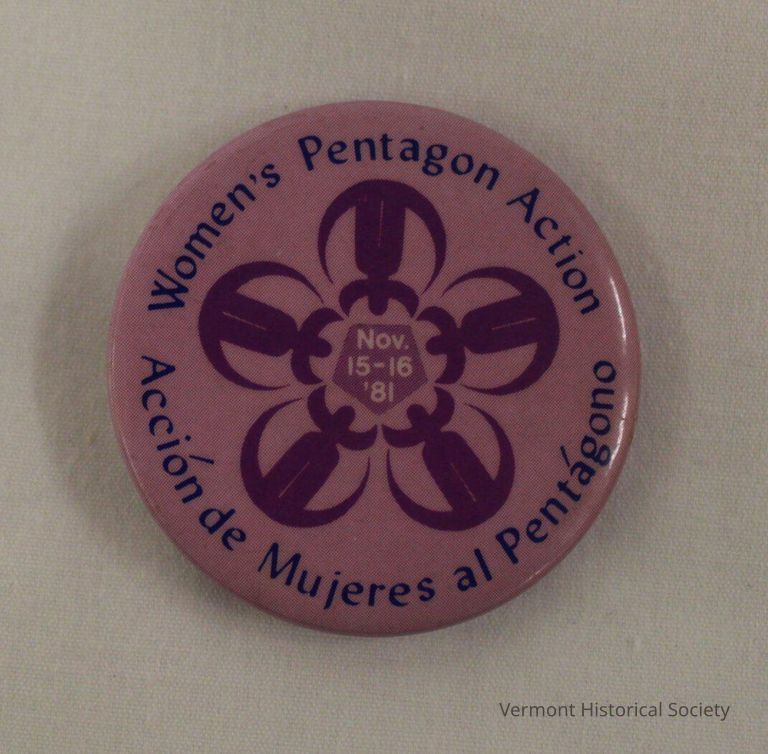 Women's Pentagon Action
Nov.
15-16
'81
Acción de Mujeres al Pentágono
Vermont Historical Society